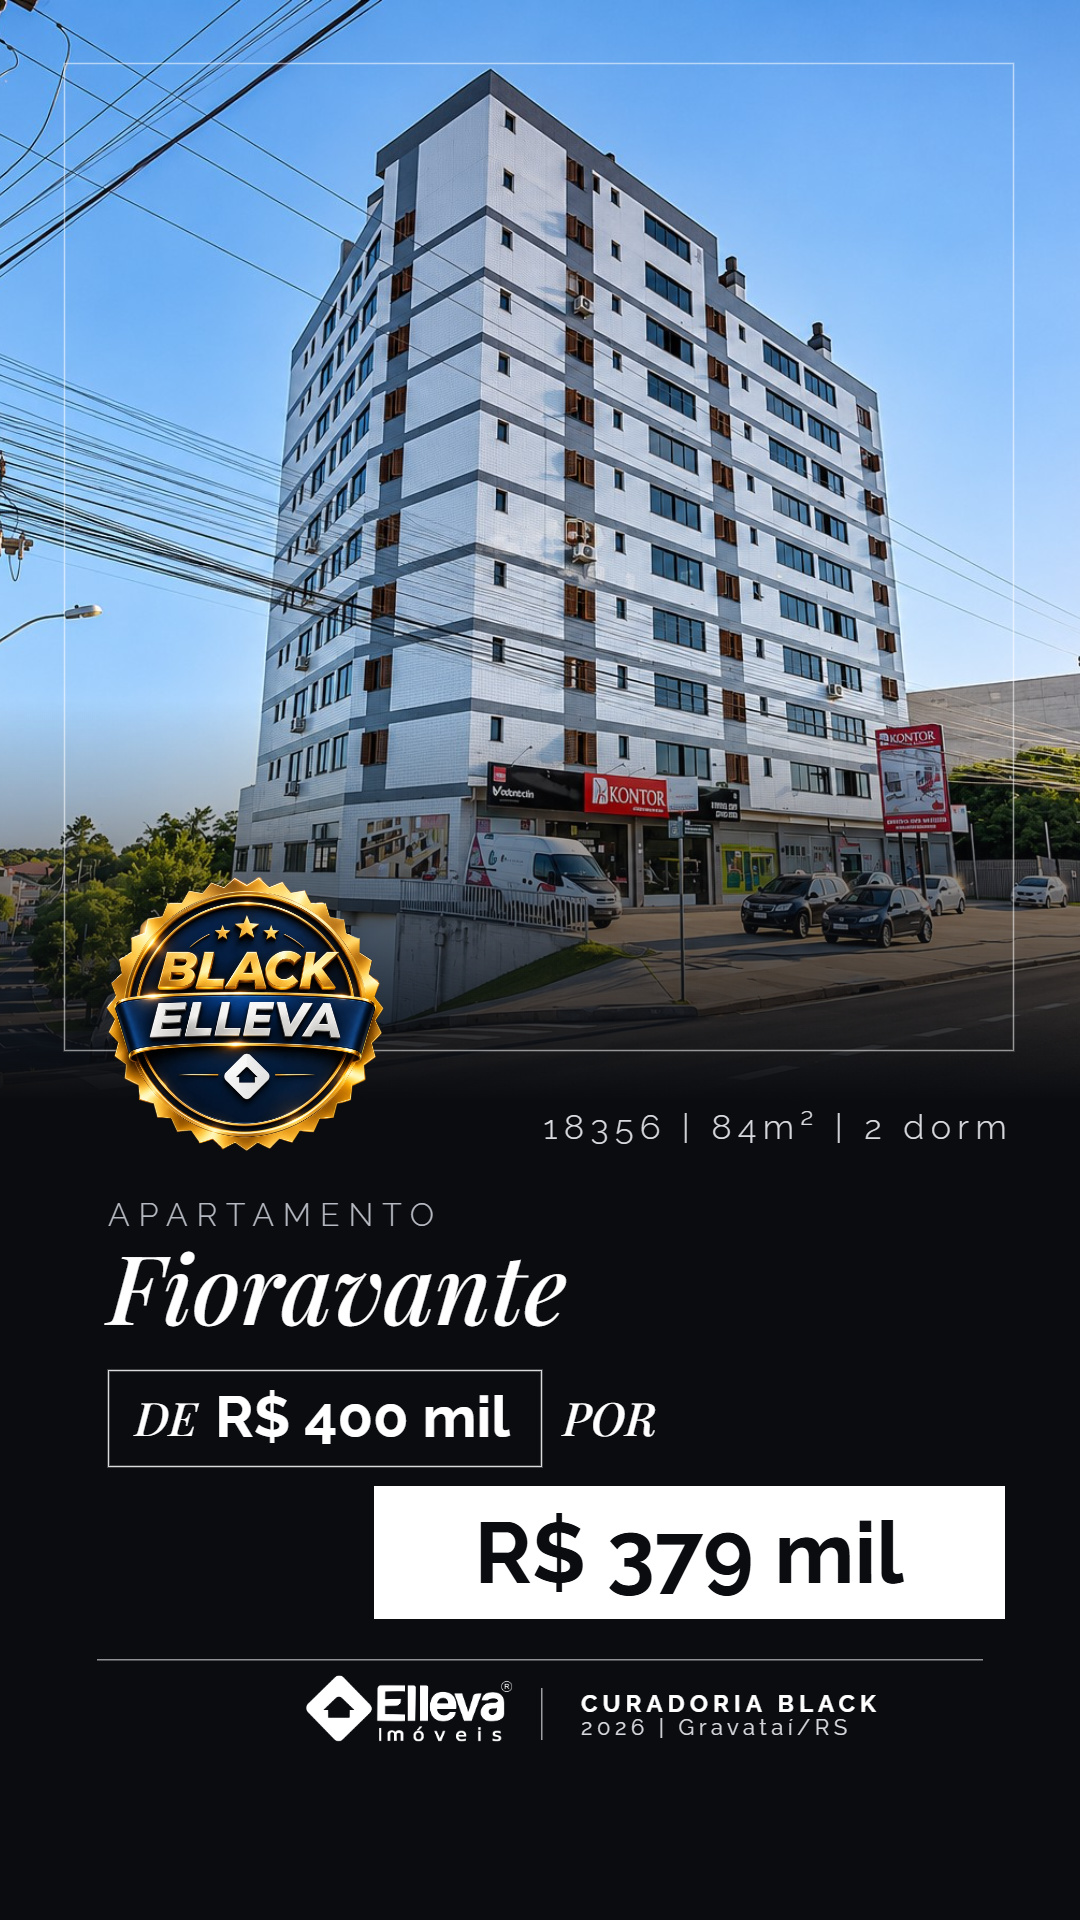 KONTOR
KONTOR
BLACK
ELLEVA
18356 | 84m² | 2 dorm
APARTAMENTO
Fioravante
DE R$ 400 mil POR
R$ 379 mil
Elleva®
Imóveis
CURADORIA BLACK
2026 | Gravataí/RS